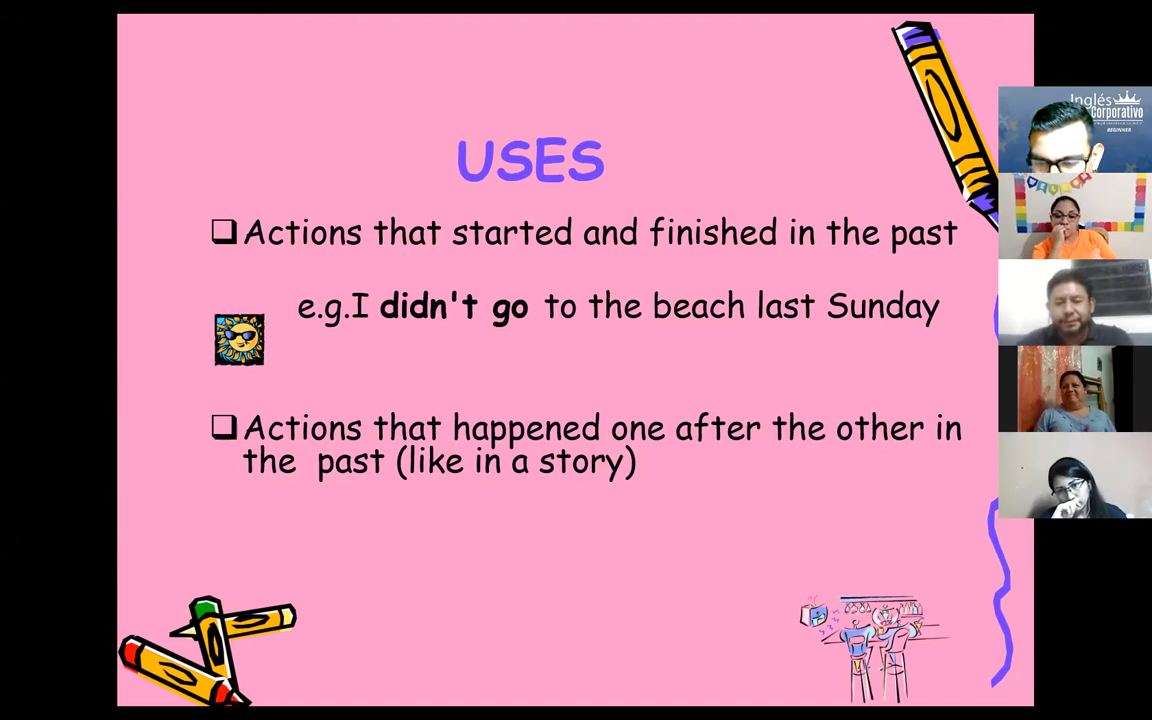 USES
Actions that started and finished in the past
e.g.I didn't go to the beach last Sunday
Actions that happened one after the other in
the past (like in a story)
Inglés
Corporativo
BEGINNER